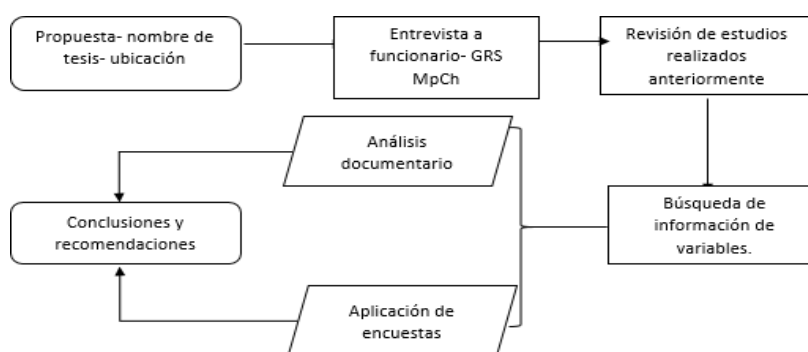 Propuesta- nombre de
tesis- ubicación
Entrevista a
funcionario- GRS
MpCh
Revisión de estudios
realizados
anteriormente
Análisis
documentario
Búsqueda de
información de
variables.
Conclusiones y
recomendaciones
Aplicación de
encuestas